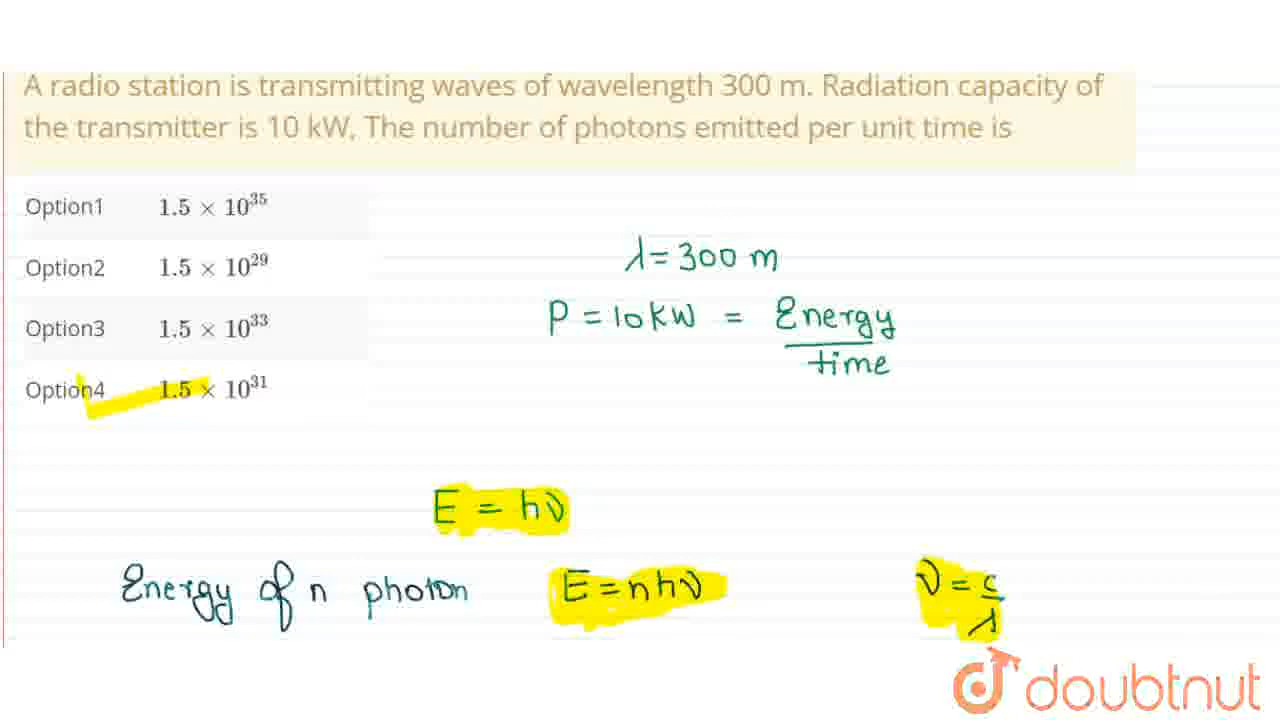 A radio station is transmitting waves of wavelength 300 m. Radiation capacity of
the transmitter is 10 kW. The number of photons emitted per unit time is
Option1 1.5 × 10^35
Option2 1.5 × 10^29
Option3 1.5 × 10^33
Option4 1.5 × 10^31
λ = 300 m
P = 10 kW = Energy/time
E = hν
Energy of n photon E = nhν ν = c/λ
doubtnut